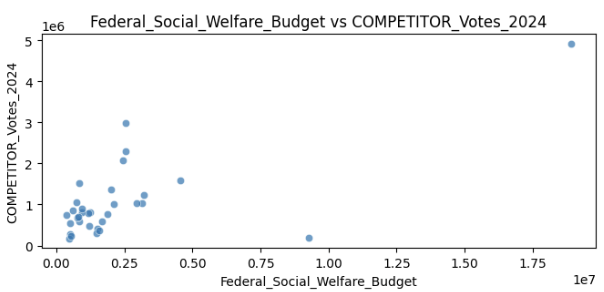 Federal_Social_Welfare_Budget vs COMPETITOR_Votes_2024
1e6
5
4
3
2
1
0
COMPETITOR_Votes_2024
0.00 0.25 0.50 0.75 1.00 1.25 1.50 1.75
1e7
Federal_Social_Welfare_Budget